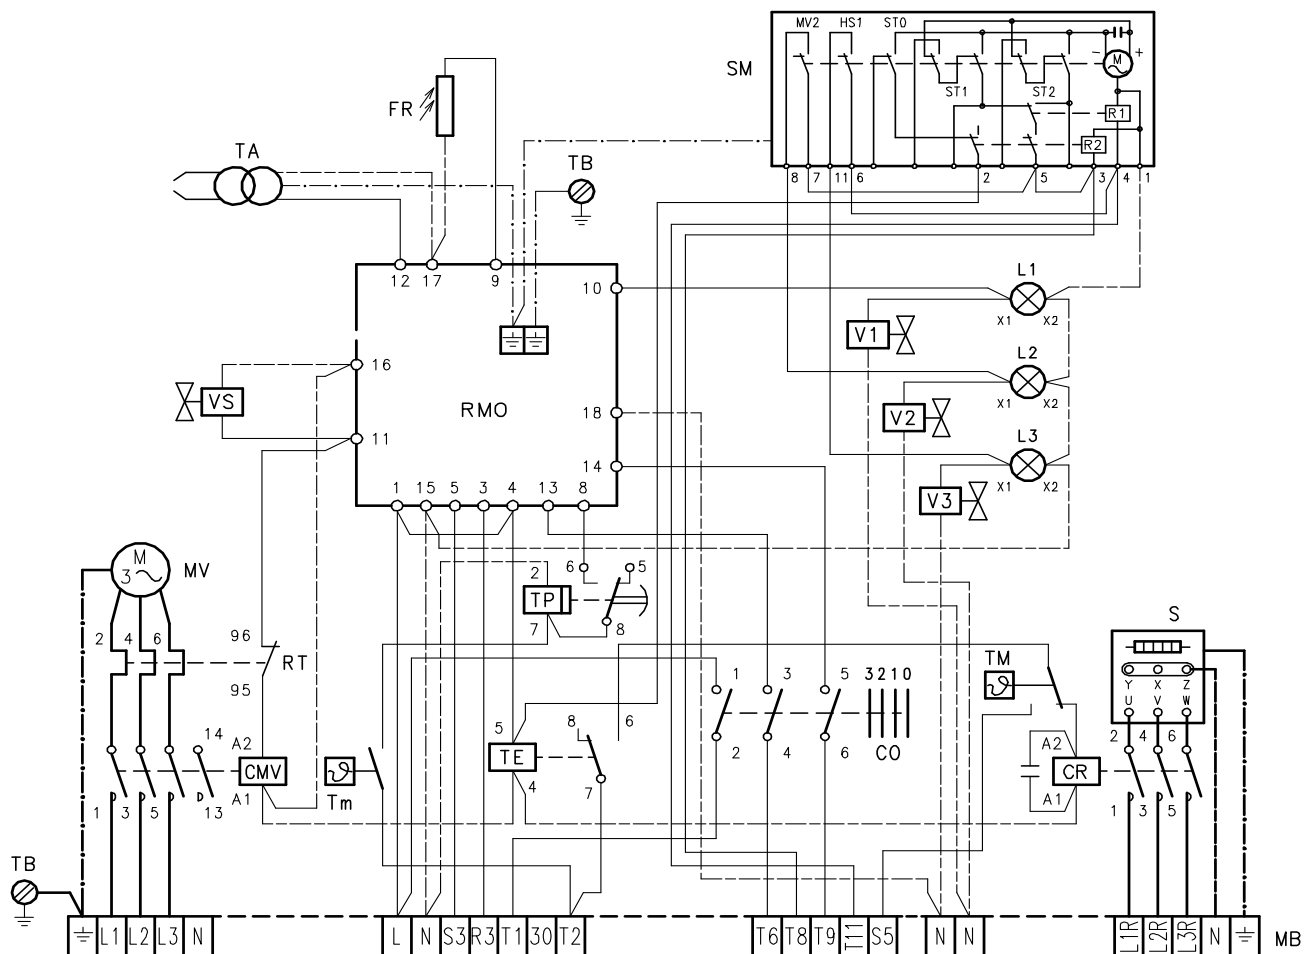 MV2 HS1 ST0
SM
M
− +
ST1 ST2
R1
R2
8 7 11 6 2 5 3 4 1
FR
TA
TB
12 17 9
10
16
RMO
18
11
14
1 15 5 3 4 13 8
VS
L1
X1 X2
V1
L2
X1 X2
V2
L3
X1 X2
V3
M
3
MV
2 4 6
96
RT
95
14
A2
CMV
A1
1 3 5 13
2
TP
7
6 5
8
Tm
5
TE
4
8 6
7
1 3 5
3 2 1 0
2 4 6
CO
TM
A2
CR
A1
S
Y X Z
U V W
2 4 6
1 3 5
TB
L1 L2 L3 N
L N S3 R3 T1 30 T2
T6 T8 T9 T11 S5
N N
L1R L2R L3R N
MB